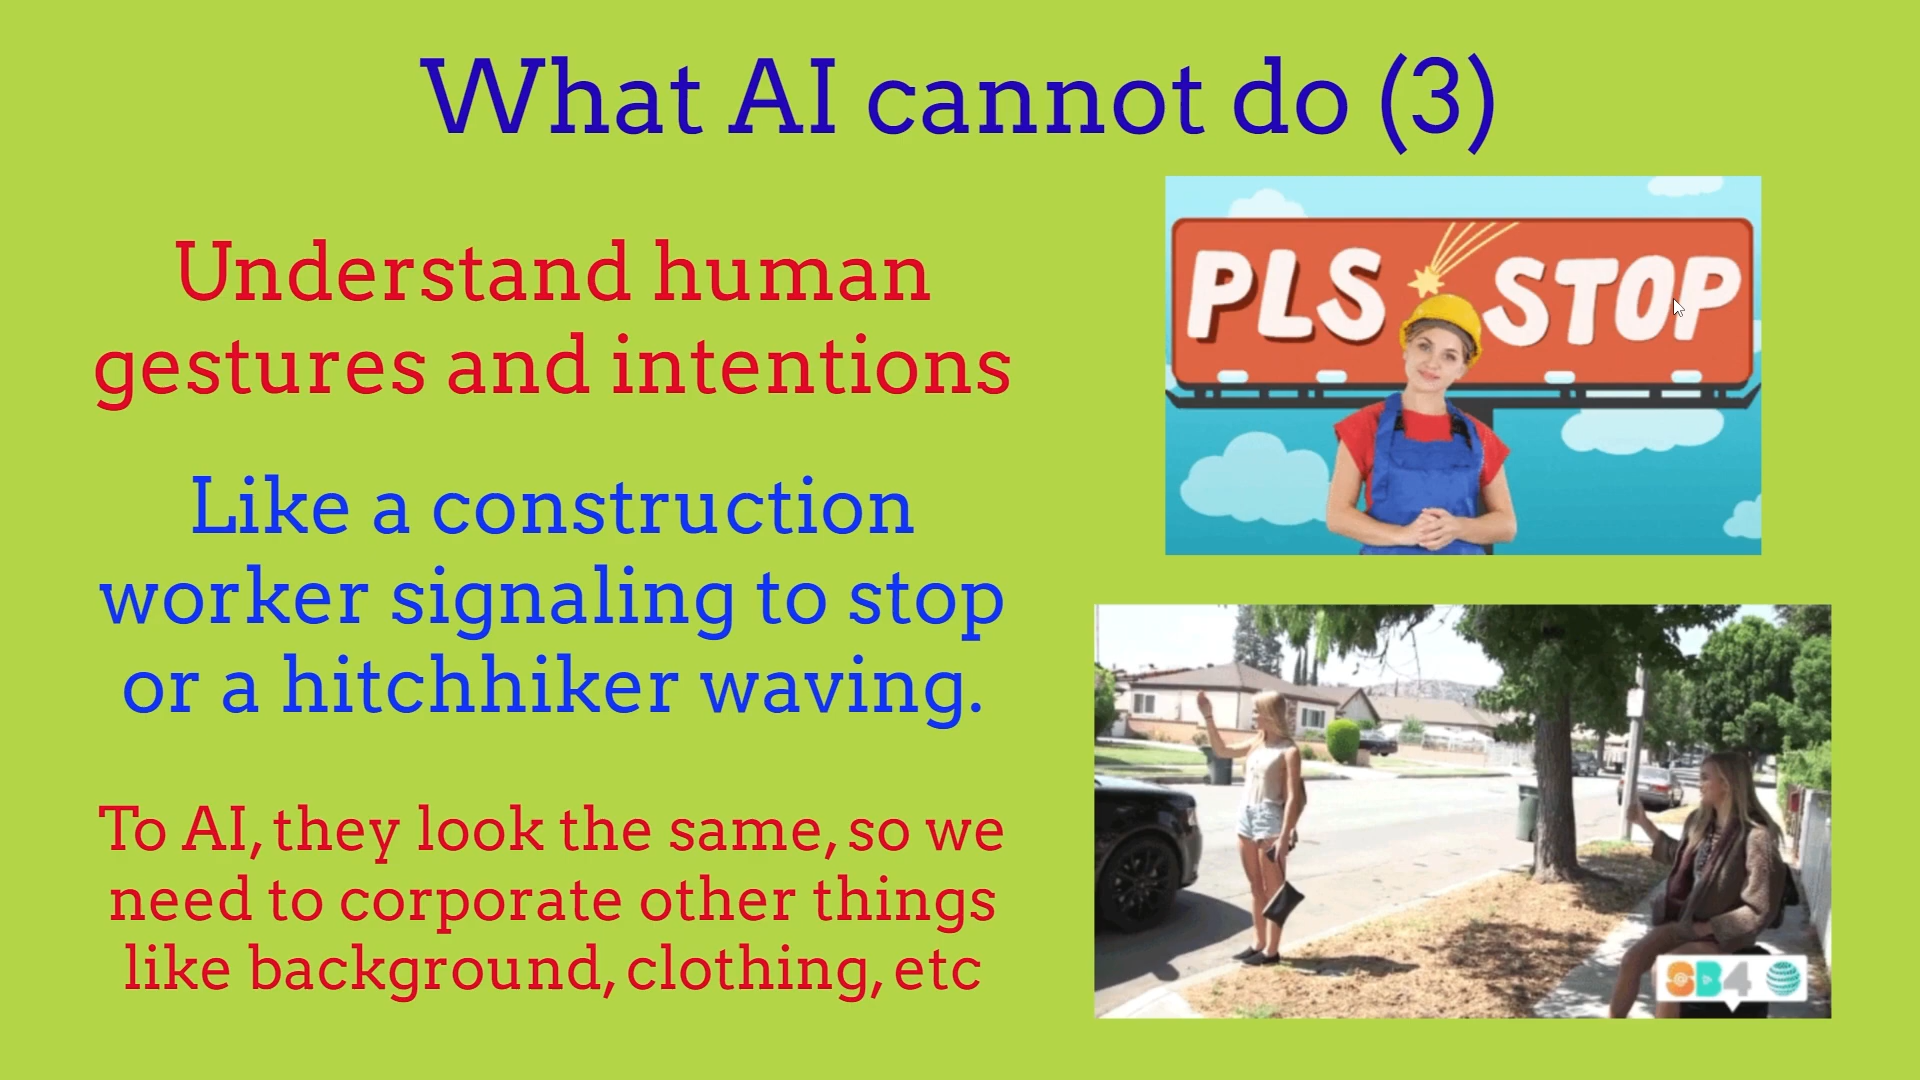 What AI cannot do (3)
Understand human
gestures and intentions
Like a construction
worker signaling to stop
or a hitchhiker waving.
To AI, they look the same, so we
need to corporate other things
like background, clothing, etc
PLS STOP
SB4